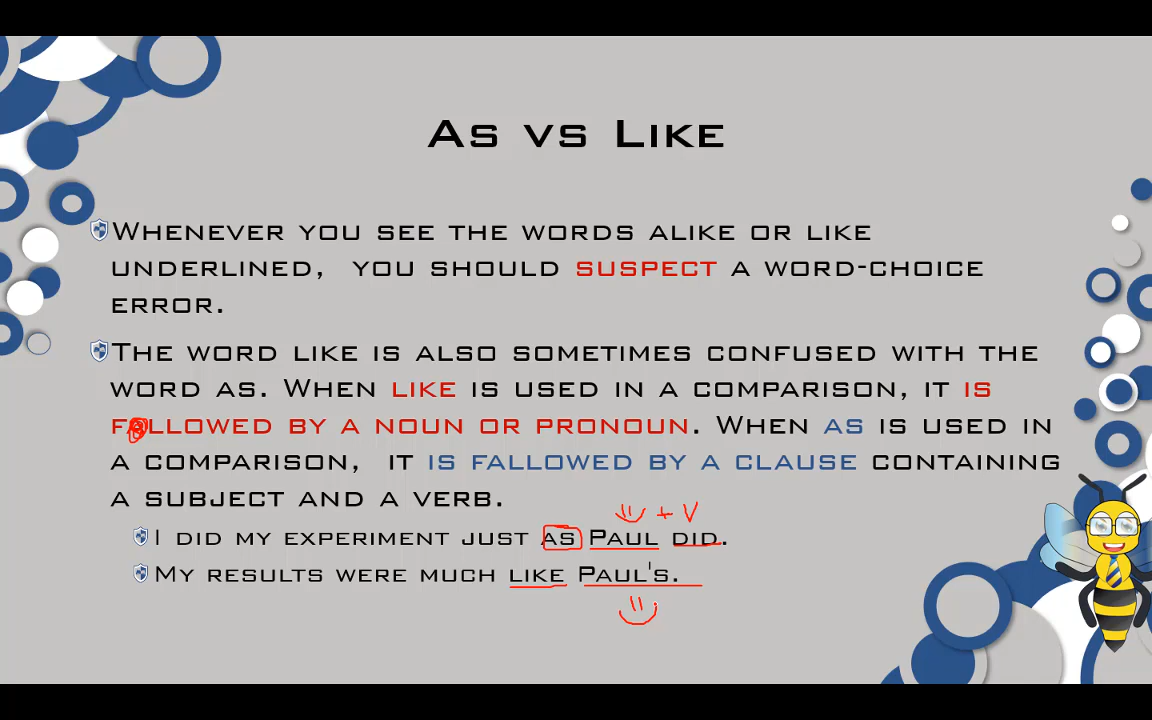 As vs Like
Whenever you see the words alike or like
underlined, you should suspect a word-choice
error.
The word like is also sometimes confused with the
word as. When like is used in a comparison, it is
followed by a noun or pronoun. When as is used in
a comparison, it is fallowed by a clause containing
a subject and a verb.
+ V
I did my experiment just as Paul did.
My results were much like Paul's.